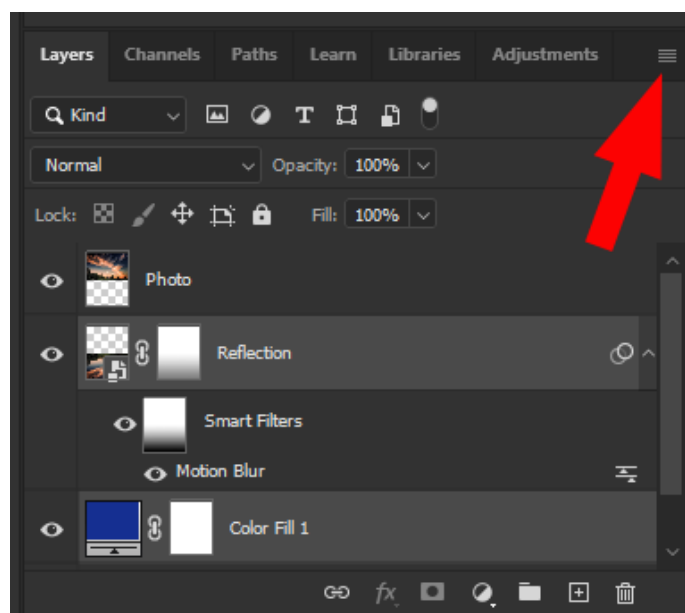 Layers Channels Paths Learn Libraries Adjustments
Kind T
Normal Opacity: 100%
Lock: Fill: 100%
Photo
Reflection
Smart Filters
Motion Blur
Color Fill 1
fx